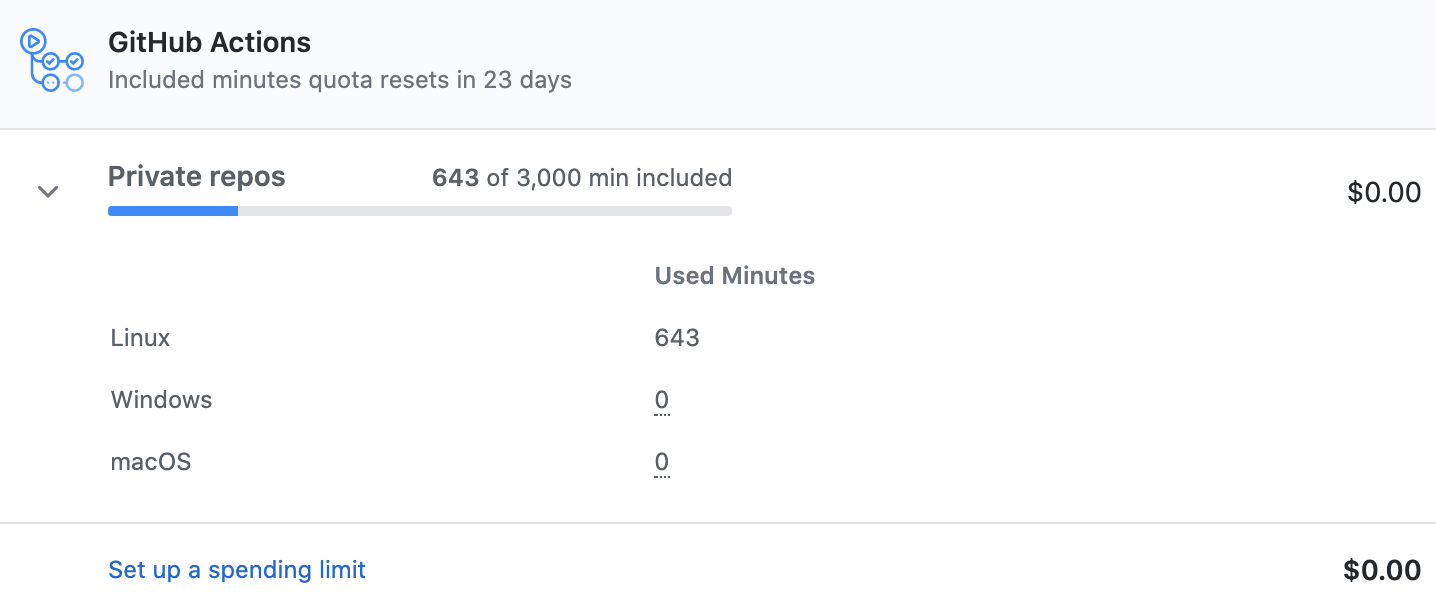 GitHub Actions
Included minutes quota resets in 23 days
Private repos 643 of 3,000 min included $0.00
Used Minutes
Linux 643
Windows 0
macOS 0
Set up a spending limit $0.00